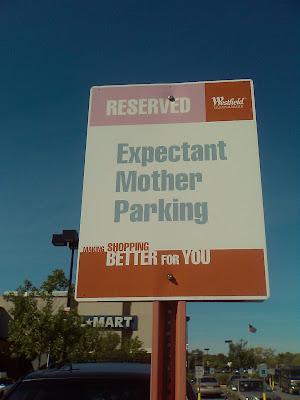 RESERVED
Westfield
Expectant
Mother
Parking
MAKING SHOPPING
BETTER FOR YOU
MART